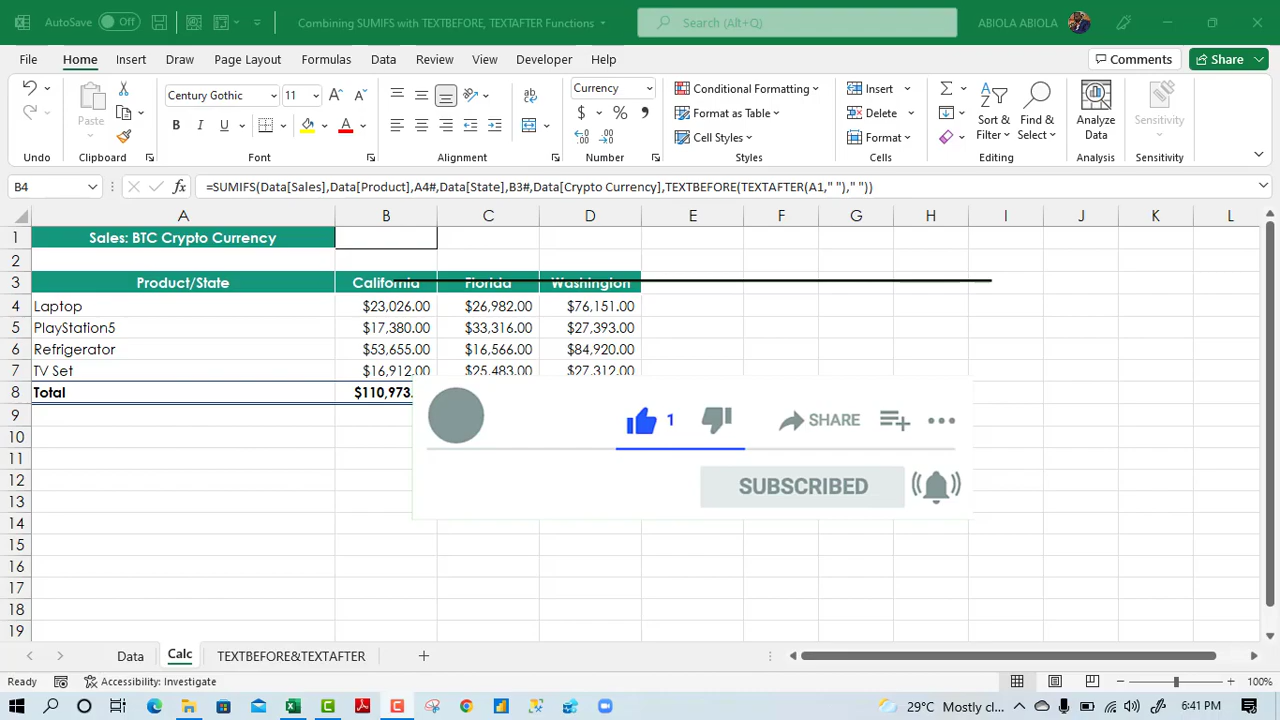 AutoSave Off Combining SUMIFS with TEXTBEFORE, TEXTAFTER Functions Search (Alt+Q) ABIOLA ABIOLA
File Home Insert Draw Page Layout Formulas Data Review View Developer Help Comments Share
Century Gothic 11 Currency Conditional Formatting Insert
Paste Format as Table Delete Sort & Filter Find & Select Analyze Data Sensitivity
Cell Styles Format
Undo Clipboard Font Alignment Number Styles Cells Editing Analysis Sensitivity
B4 =SUMIFS(Data[Sales],Data[Product],A4#,Data[State],B3#,Data[Crypto Currency],TEXTBEFORE(TEXTAFTER(A1," ")," "))
A B C D E F G H I J K L
1 Sales: BTC Crypto Currency
2
3 Product/State California Florida Washington
4 Laptop $23,026.00 $26,982.00 $76,151.00
5 PlayStation5 $17,380.00 $33,316.00 $27,393.00
6 Refrigerator $53,655.00 $16,566.00 $84,920.00
7 TV Set $16,912.00 $25,483.00 $27,312.00
8 Total $110,973.
9
10
11
12
13
14
15
16
17
18
19
1 SHARE
SUBSCRIBED
Data Calc TEXTBEFORE&TEXTAFTER
Ready Accessibility: Investigate 100%
29°C Mostly cl... 6:41 PM